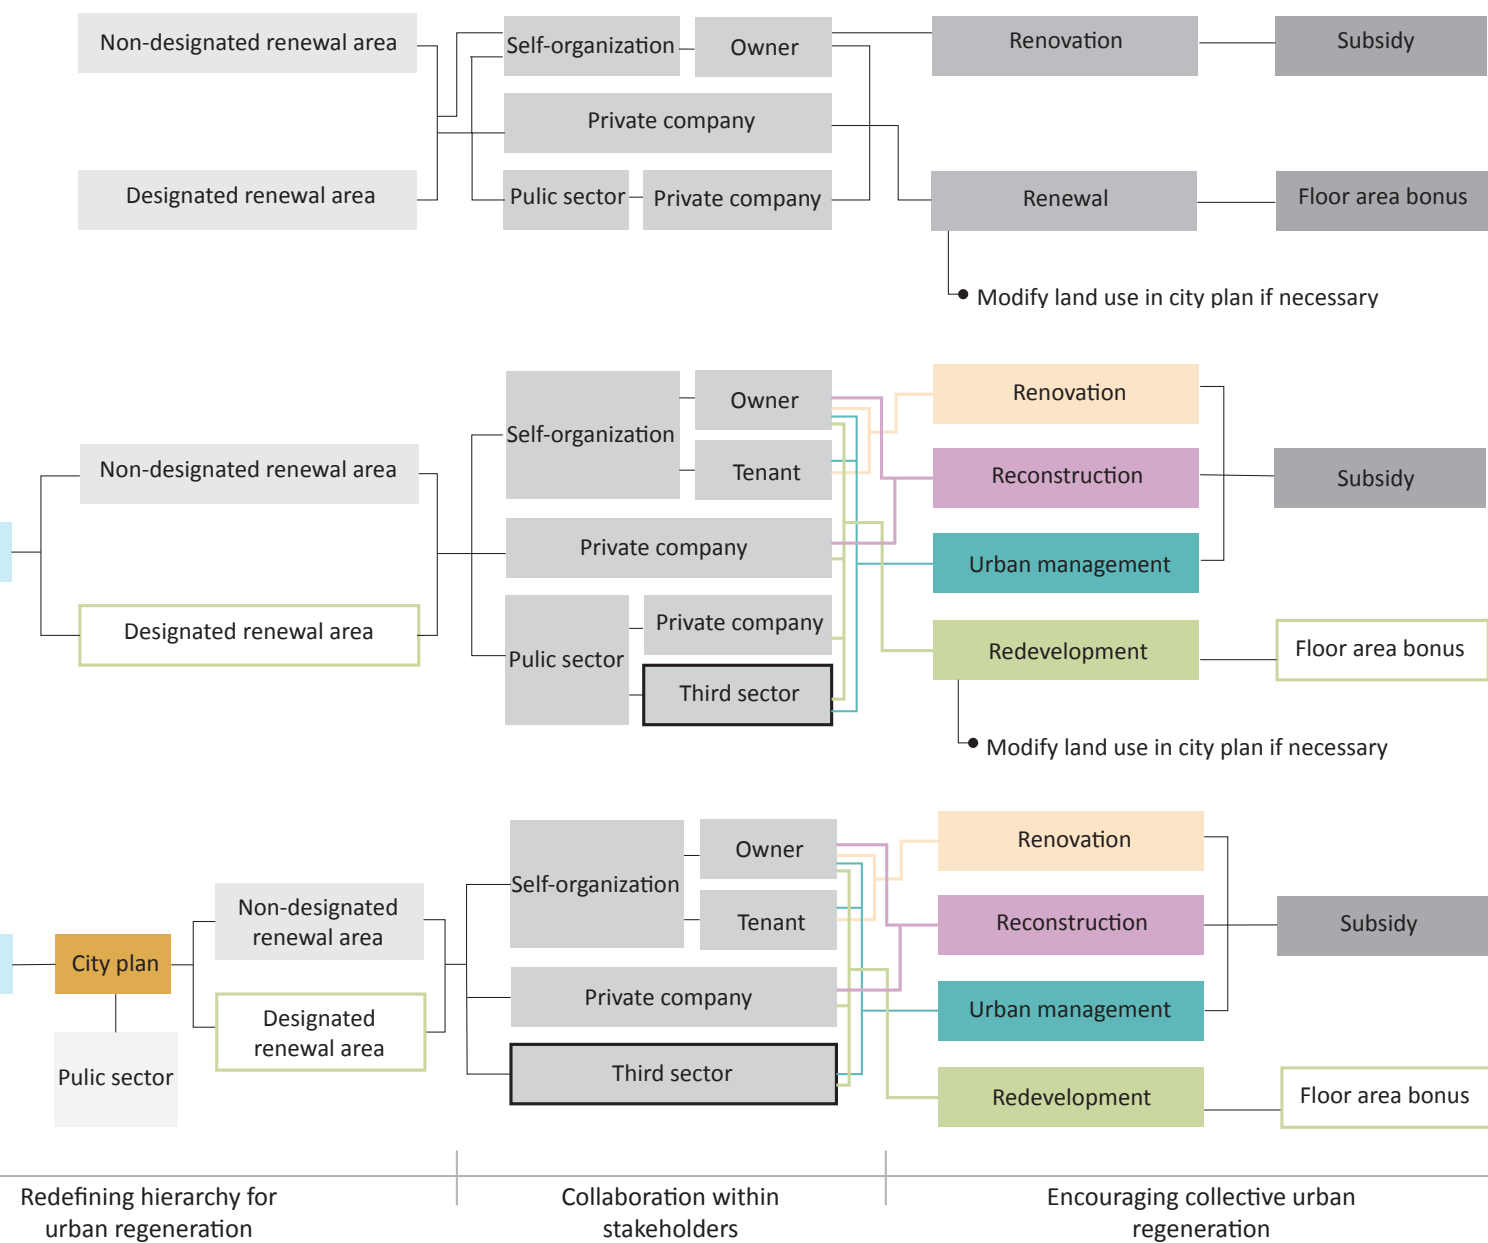 Non-designated renewal area
Self-organization
Owner
Renovation
Subsidy
Private company
Designated renewal area
Pulic sector
Private company
Renewal
Floor area bonus
Modify land use in city plan if necessary
Owner
Renovation
Self-organization
Non-designated renewal area
Tenant
Reconstruction
Subsidy
Private company
Urban management
Designated renewal area
Private company
Pulic sector
Redevelopment
Floor area bonus
Third sector
Modify land use in city plan if necessary
Owner
Renovation
Self-organization
Non-designated
renewal area
Tenant
Reconstruction
Subsidy
City plan
Private company
Urban management
Designated
renewal area
Pulic sector
Third sector
Redevelopment
Floor area bonus
Redefining hierarchy for
urban regeneration
Collaboration within
stakeholders
Encouraging collective urban
regeneration